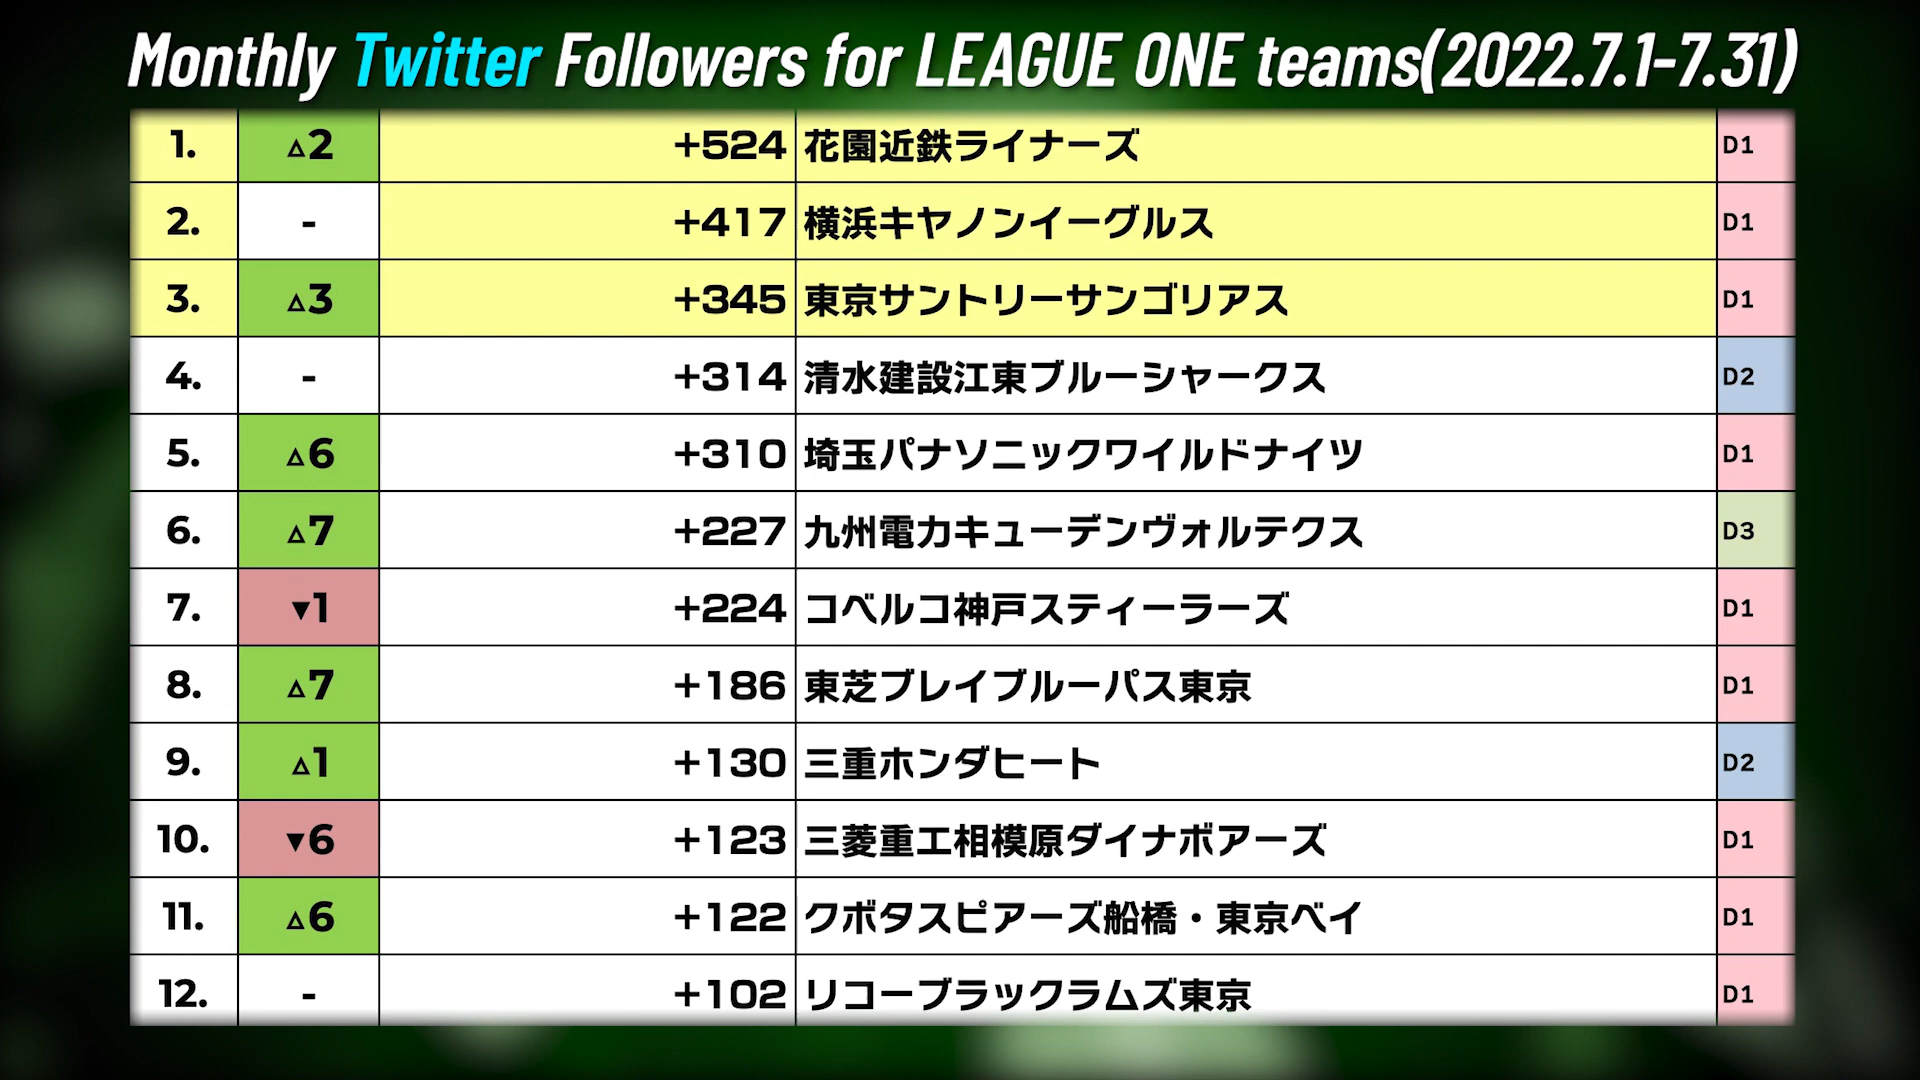 Monthly Twitter Followers for LEAGUE ONE teams(2022.7.1-7.31)
1. △2 +524 花園近鉄ライナーズ D1
2. - +417 横浜キヤノンイーグルス D1
3. △3 +345 東京サントリーサンゴリアス D1
4. - +314 清水建設江東ブルーシャークス D2
5. △6 +310 埼玉パナソニックワイルドナイツ D1
6. △7 +227 九州電力キューデンヴォルテクス D3
7. ▼1 +224 コベルコ神戸スティーラーズ D1
8. △7 +186 東芝ブレイブルーパス東京 D1
9. △1 +130 三重ホンダヒート D2
10. ▼6 +123 三菱重工相模原ダイナボアーズ D1
11. △6 +122 クボタスピアーズ船橋・東京ベイ D1
12. - +102 リコーブラックラムズ東京 D1